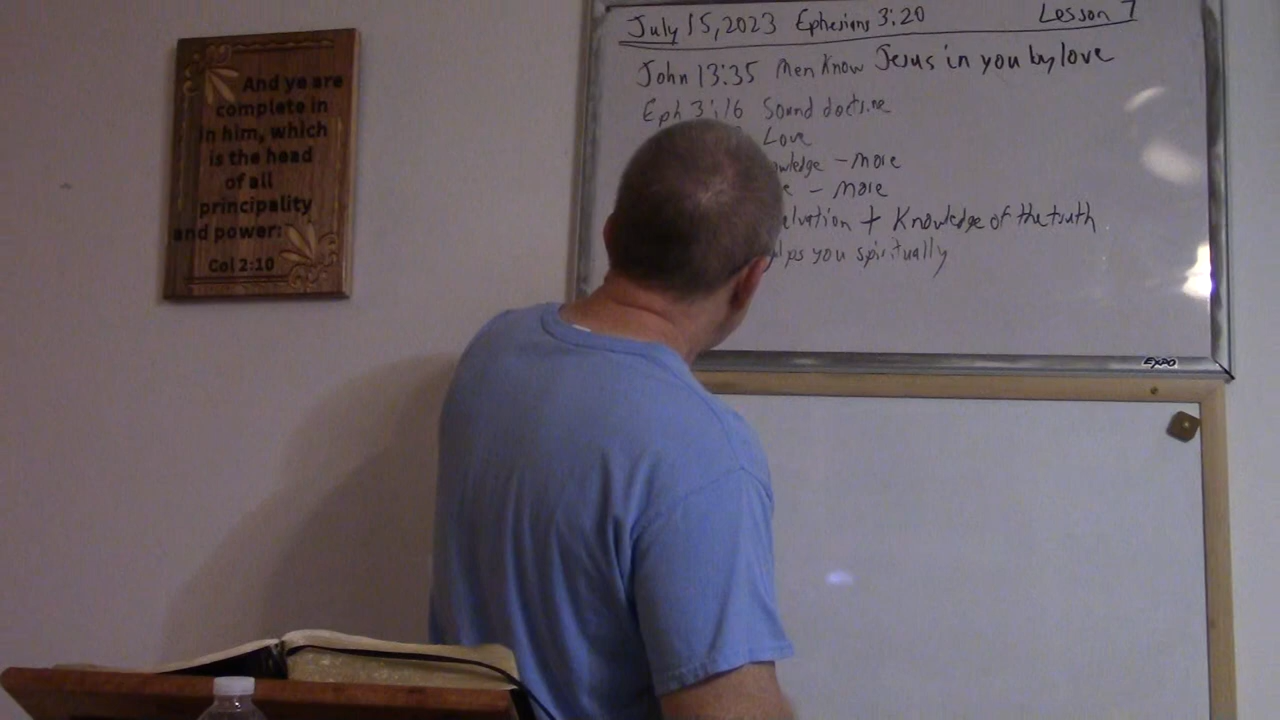 And ye are
complete in
in him, which
is the head
of all
principality
and power:
Col 2:10
July 15, 2023 Ephesians 3:20 Lesson 7
John 13:35 Men Know Jesus in you by love
Eph 3:16 Sound doctrine
Love
- more
- more
+ Knowledge of the truth
you spiritually
EXPO